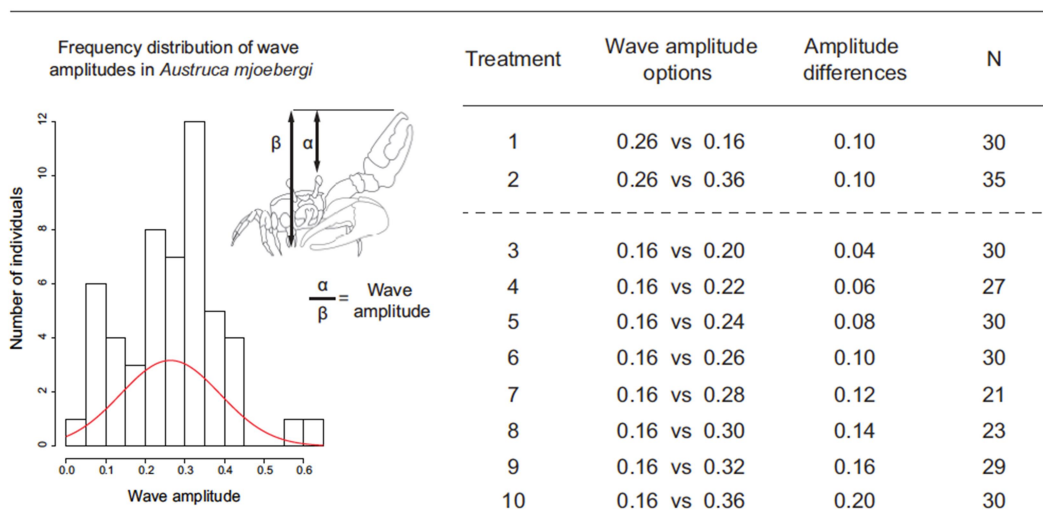 Frequency distribution of wave
amplitudes in Austruca mjoebergi
Number of individuals
12
10
8
6
4
2
0
0.0 0.1 0.2 0.3 0.4 0.5 0.6
Wave amplitude
β α
α
β
= Wave
amplitude
Treatment Wave amplitude options Amplitude differences N
1 0.26 vs 0.16 0.10 30
2 0.26 vs 0.36 0.10 35
3 0.16 vs 0.20 0.04 30
4 0.16 vs 0.22 0.06 27
5 0.16 vs 0.24 0.08 30
6 0.16 vs 0.26 0.10 30
7 0.16 vs 0.28 0.12 21
8 0.16 vs 0.30 0.14 23
9 0.16 vs 0.32 0.16 29
10 0.16 vs 0.36 0.20 30